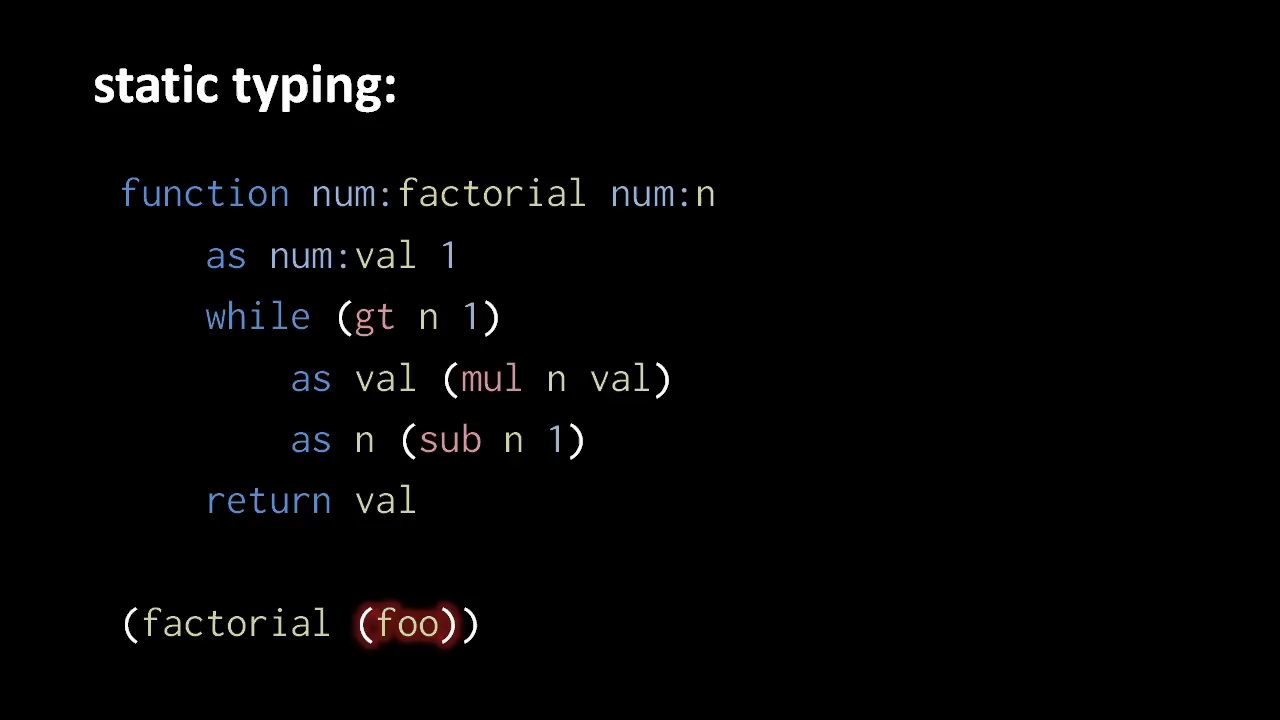 static typing:
function num:factorial num:n
as num:val 1
while (gt n 1)
as val (mul n val)
as n (sub n 1)
return val
(factorial (foo))